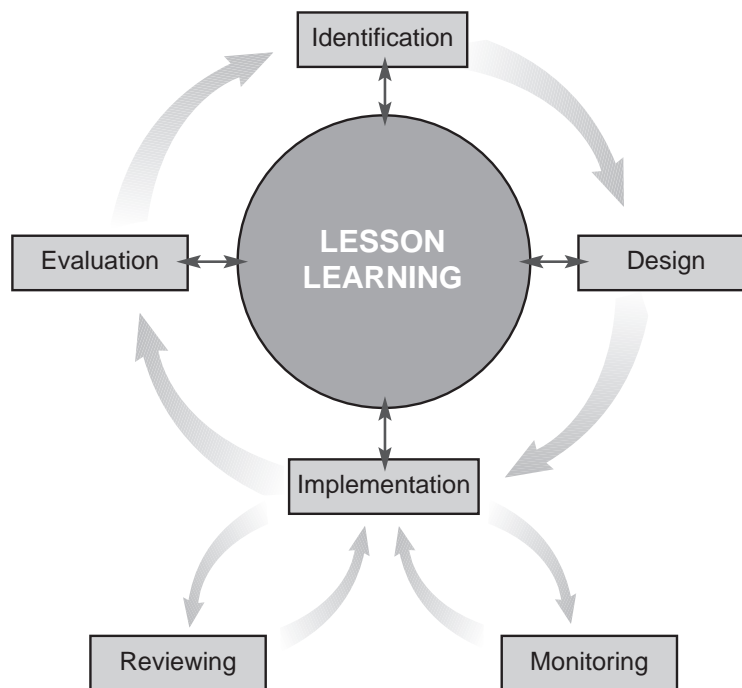 Identification
LESSON
LEARNING
Evaluation
Design
Implementation
Reviewing
Monitoring